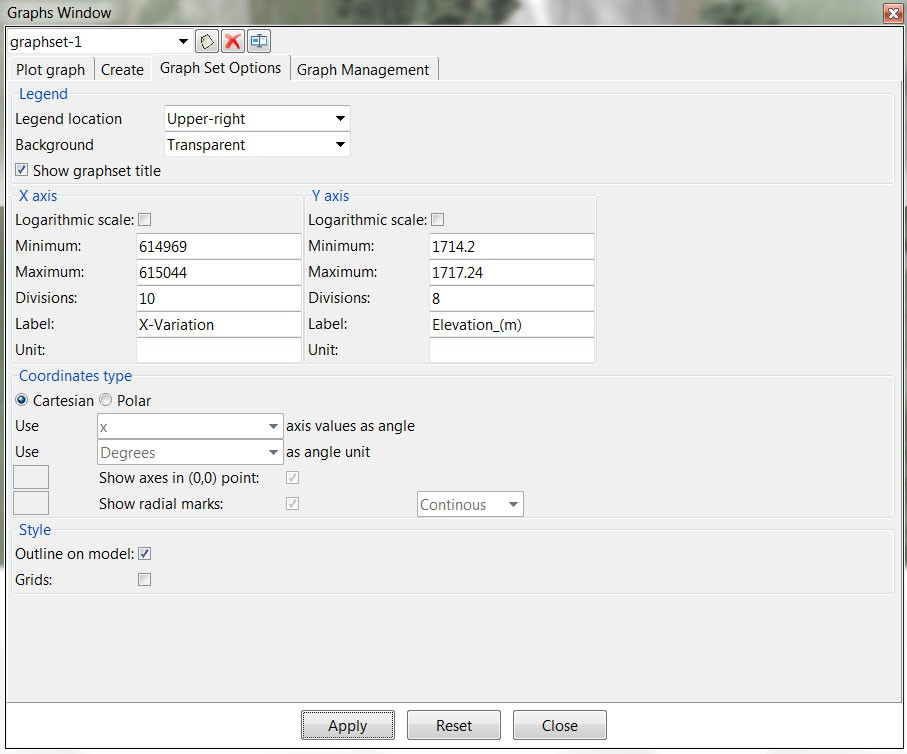 Graphs Window
graphset-1
Plot graph Create Graph Set Options Graph Management
Legend
Legend location Upper-right
Background Transparent
Show graphset title
X axis Y axis
Logarithmic scale: Logarithmic scale:
Minimum: 614969 Minimum: 1714.2
Maximum: 615044 Maximum: 1717.24
Divisions: 10 Divisions: 8
Label: X-Variation Label: Elevation_(m)
Unit: Unit:
Coordinates type
Cartesian Polar
Use x axis values as angle
Use Degrees as angle unit
Show axes in (0,0) point:
Show radial marks: Continous
Style
Outline on model:
Grids:
Apply Reset Close